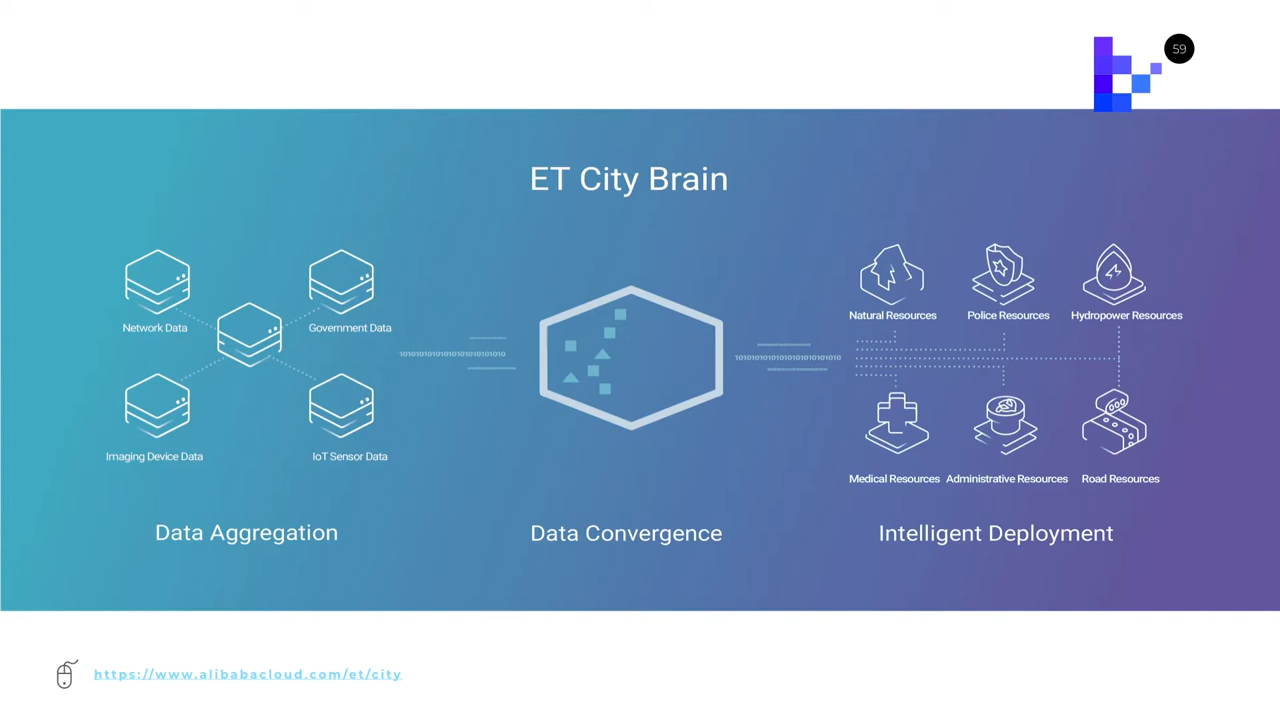 59
ET City Brain
Network Data
Government Data
Imaging Device Data
IoT Sensor Data
Data Aggregation
Data Convergence
Natural Resources
Police Resources
Hydropower Resources
Medical Resources
Administrative Resources
Road Resources
Intelligent Deployment
https://www.alibabacloud.com/et/city